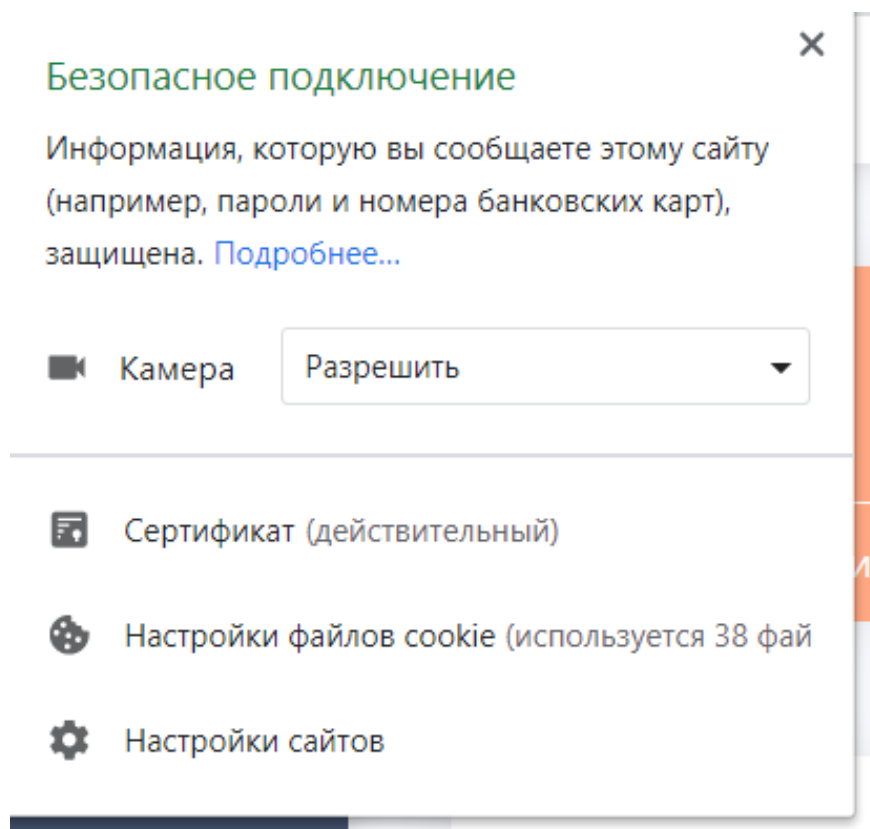 Безопасное подключение
Информация, которую вы сообщаете этому сайту
(например, пароли и номера банковских карт),
защищена. Подробнее...
Камера Разрешить
Сертификат (действительный)
Настройки файлов cookie (используется 38 фай
Настройки сайтов